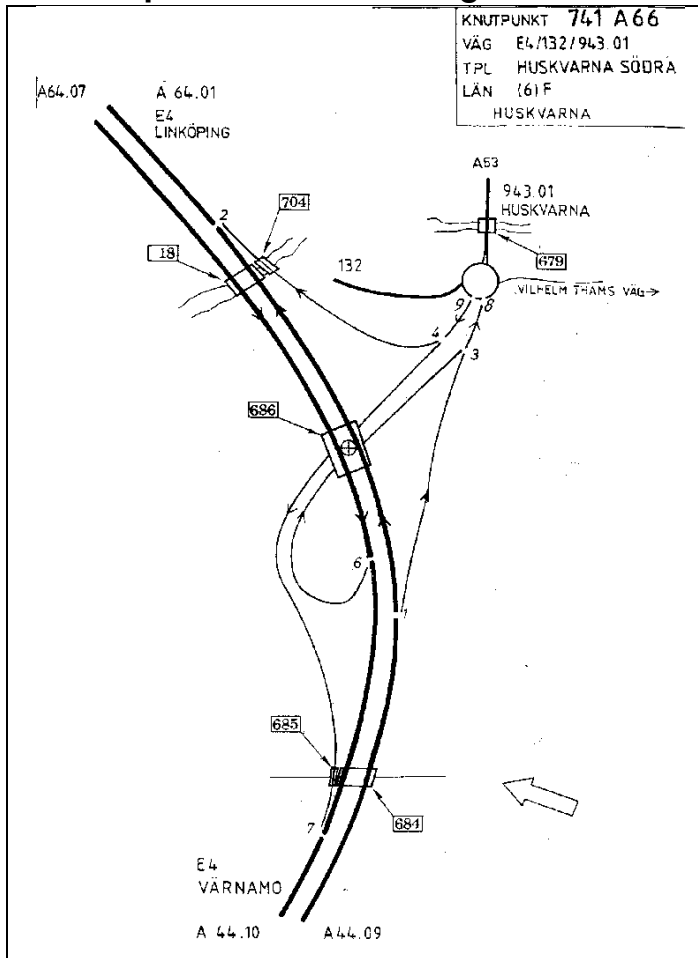 KNUTPUNKT 741 A66
VÄG E4/132/943.01
TPL HUSKVARNA SÖDRA
LÄN (6) F
HUSKVARNA
A64.07
A 64.01
E4
LINKÖPING
A63
943.01
HUSKVARNA
704
2
18
132
679
VILHELM THAMS VÄG→
9
8
4
3
686
6
1
685
684
7
E4
VÄRNAMO
A 44.10
A44.09